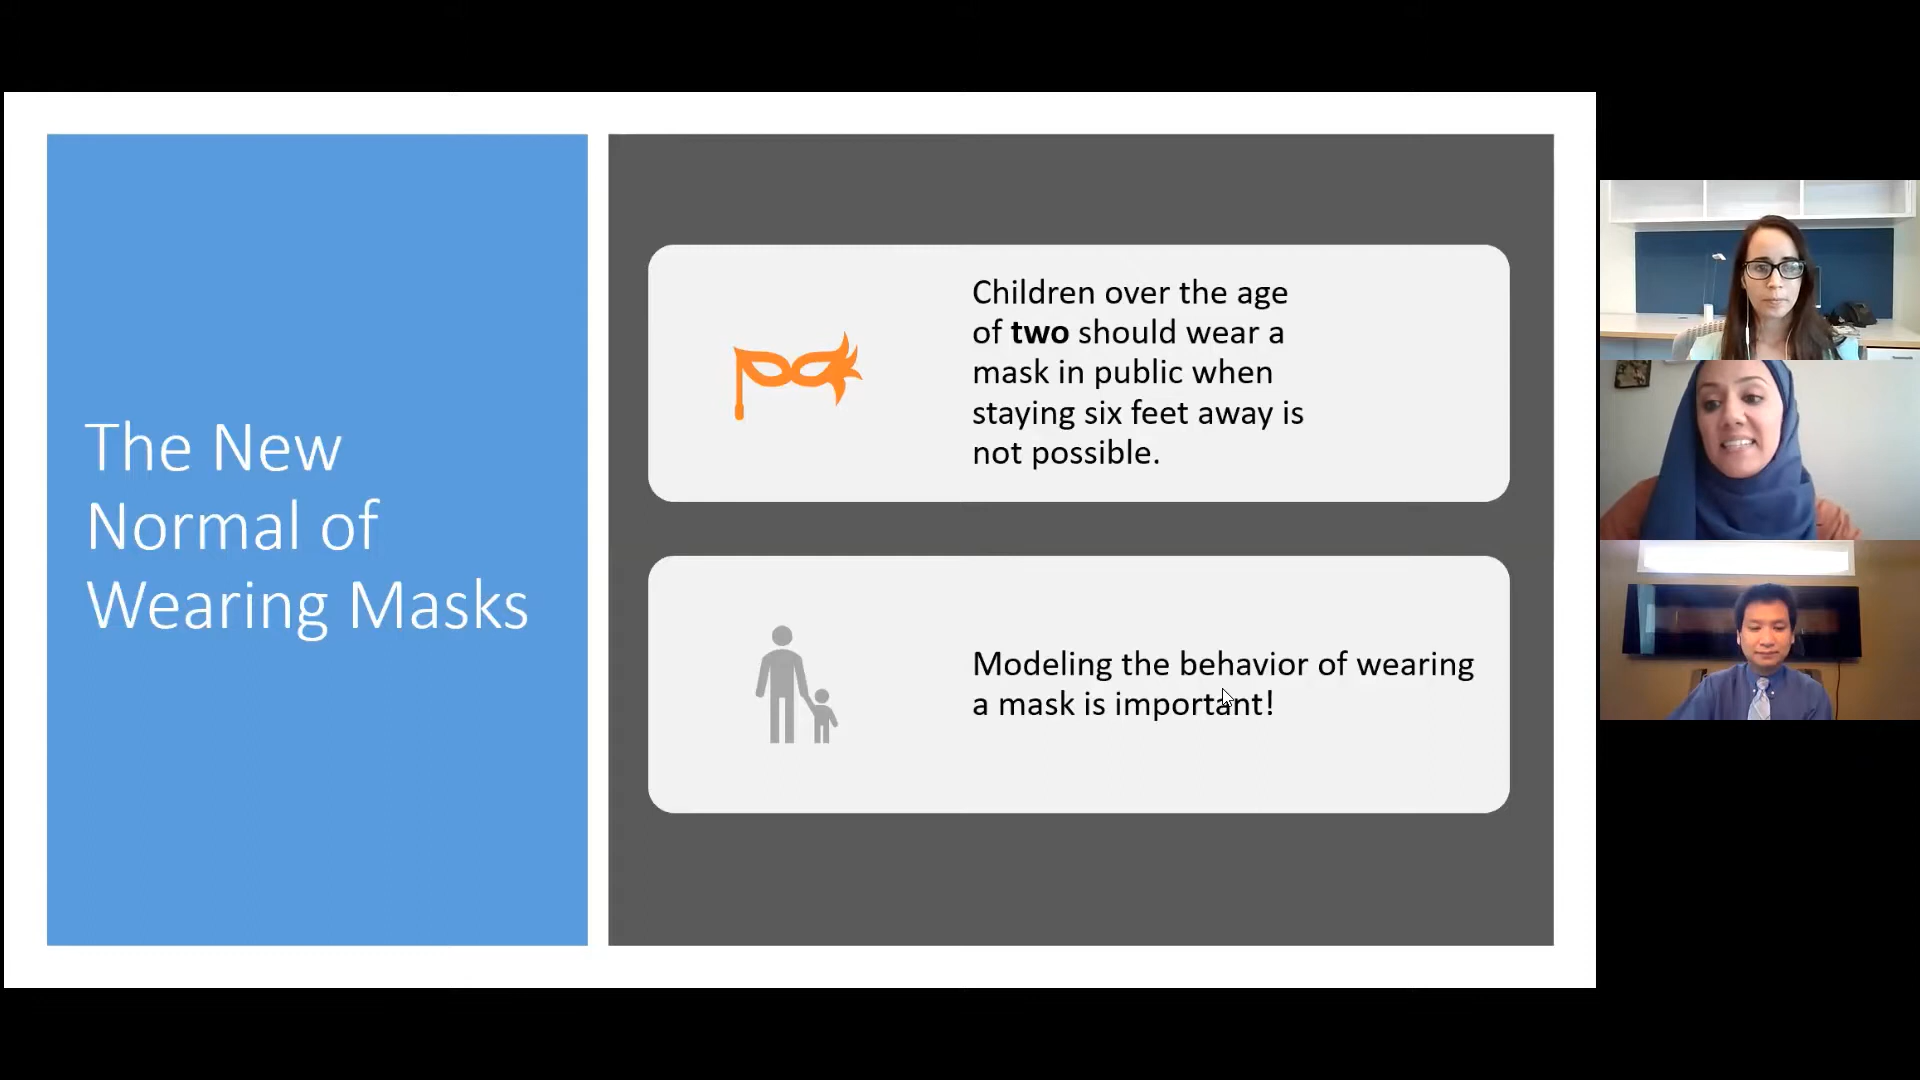 The New
Normal of
Wearing Masks
Children over the age
of two should wear a
mask in public when
staying six feet away is
not possible.
Modeling the behavior of wearing
a mask is important!